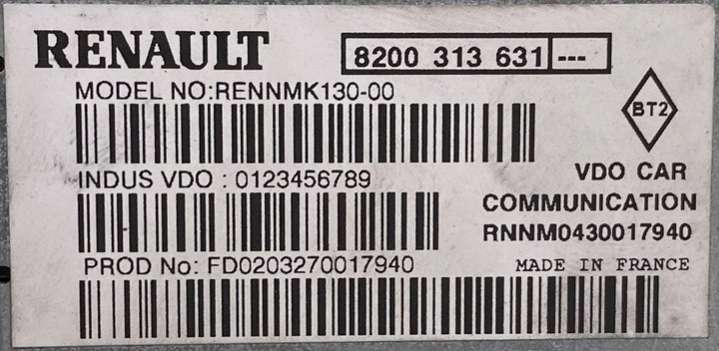 RENAULT 8200 313 631 ---
MODEL NO:RENNMK130-00
BT2
INDUS VDO : 0123456789
VDO CAR
COMMUNICATION
RNNM0430017940
PROD No: FD0203270017940
MADE IN FRANCE